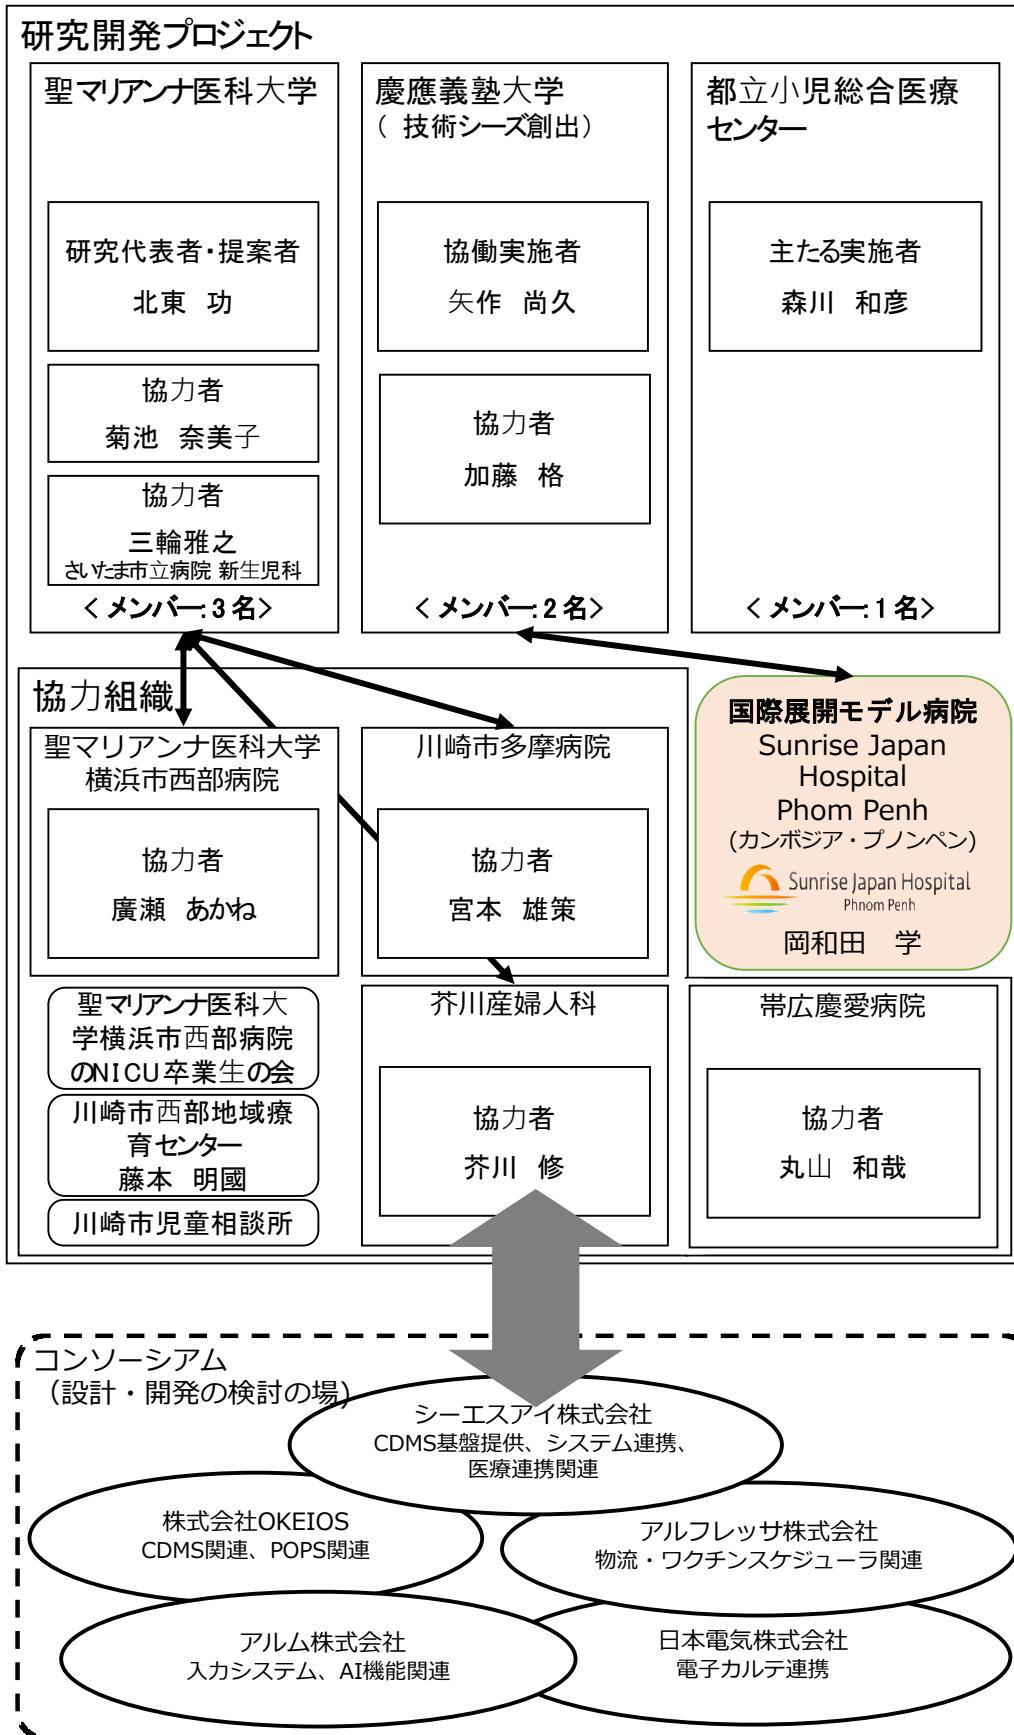 研究開発プロジェクト
聖マリアンナ医科大学
研究代表者・提案者
北東 功
協力者
菊池 奈美子
協力者
三輪雅之
さいたま市立病院 新生児科
＜メンバー:3名＞
慶應義塾大学
（ 技術シーズ創出）
協働実施者
矢作 尚久
協力者
加藤 格
＜メンバー:2名＞
都立小児総合医療
センター
主たる実施者
森川 和彦
＜メンバー:1名＞
協力組織
聖マリアンナ医科大学
横浜市西部病院
協力者
廣瀬 あかね
川崎市多摩病院
協力者
宮本 雄策
国際展開モデル病院
Sunrise Japan
Hospital
Phom Penh
(カンボジア・プノンペン)
Sunrise Japan Hospital
Phnom Penh
岡和田 学
聖マリアンナ医科大
学横浜市西部病院
のNICU卒業生の会
川崎市西部地域療
育センター
藤本 明國
川崎市児童相談所
芥川産婦人科
協力者
芥川 修
帯広慶愛病院
協力者
丸山 和哉
コンソーシアム
（設計・開発の検討の場)
シーエスアイ株式会社
CDMS基盤提供、システム連携、
医療連携関連
株式会社OKEIOS
CDMS関連、POPS関連
アルフレッサ株式会社
物流・ワクチンスケジューラ関連
アルム株式会社
入力システム、AI機能関連
日本電気株式会社
電子カルテ連携